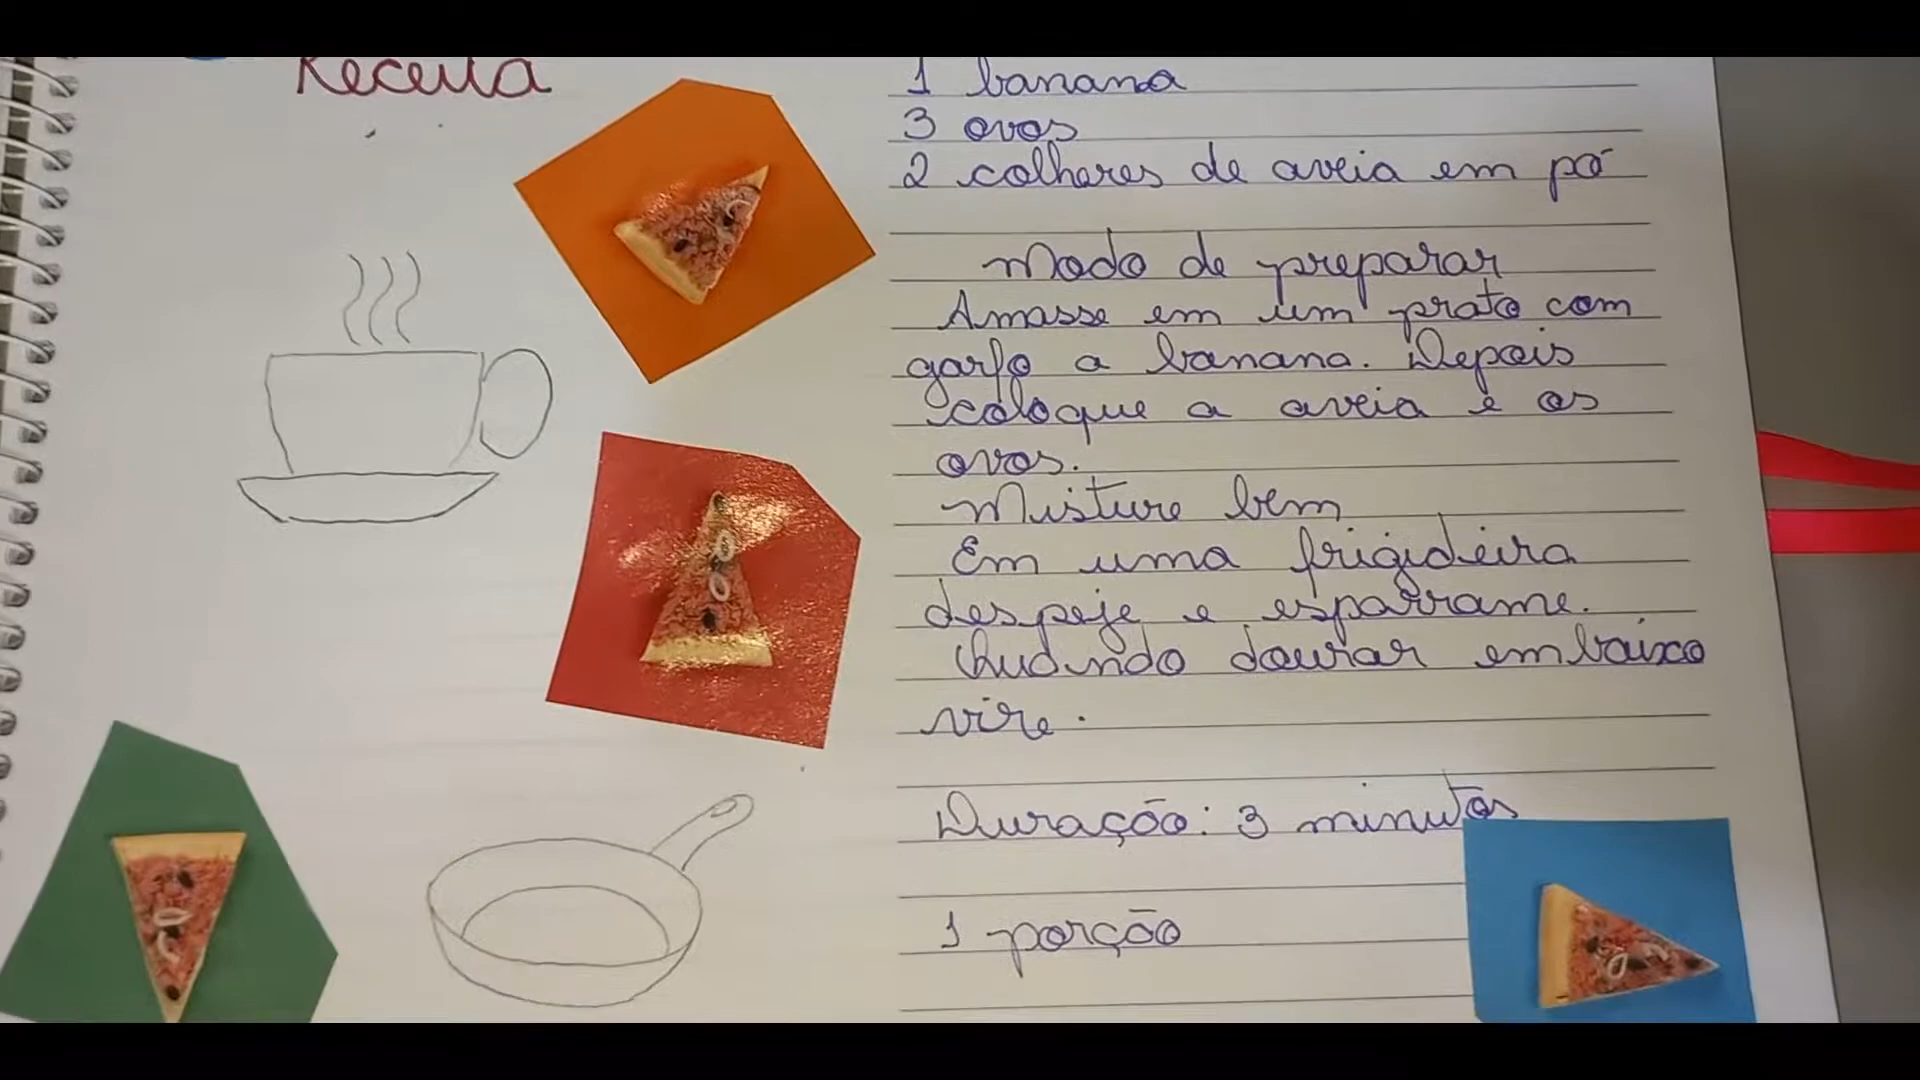 Receita
1 banana
3 ovos
2 colheres de aveia em pó
Modo de preparar
Amasse em um prato com
garfo a banana. Depois
coloque a aveia e os
ovos.
Misture bem
Em uma frigideira
despeje e esparrame.
Quando dourar embaixo
vire.
Duração: 3 minutos
1 porção